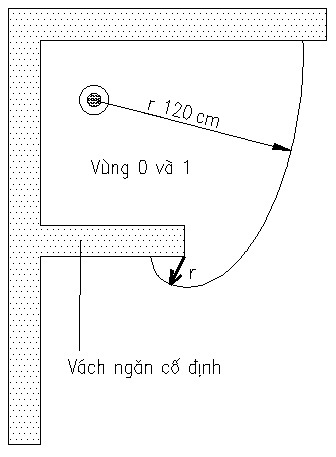 r 120 cm
Vùng 0 và 1
r
Vách ngăn cố định